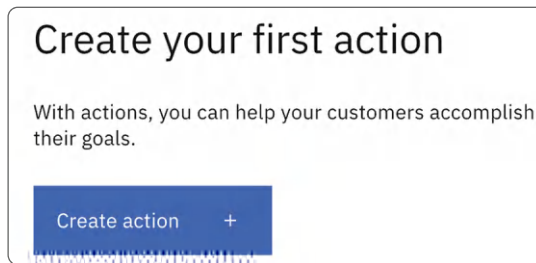 Create your first action
With actions, you can help your customers accomplish
their goals.
Create action +